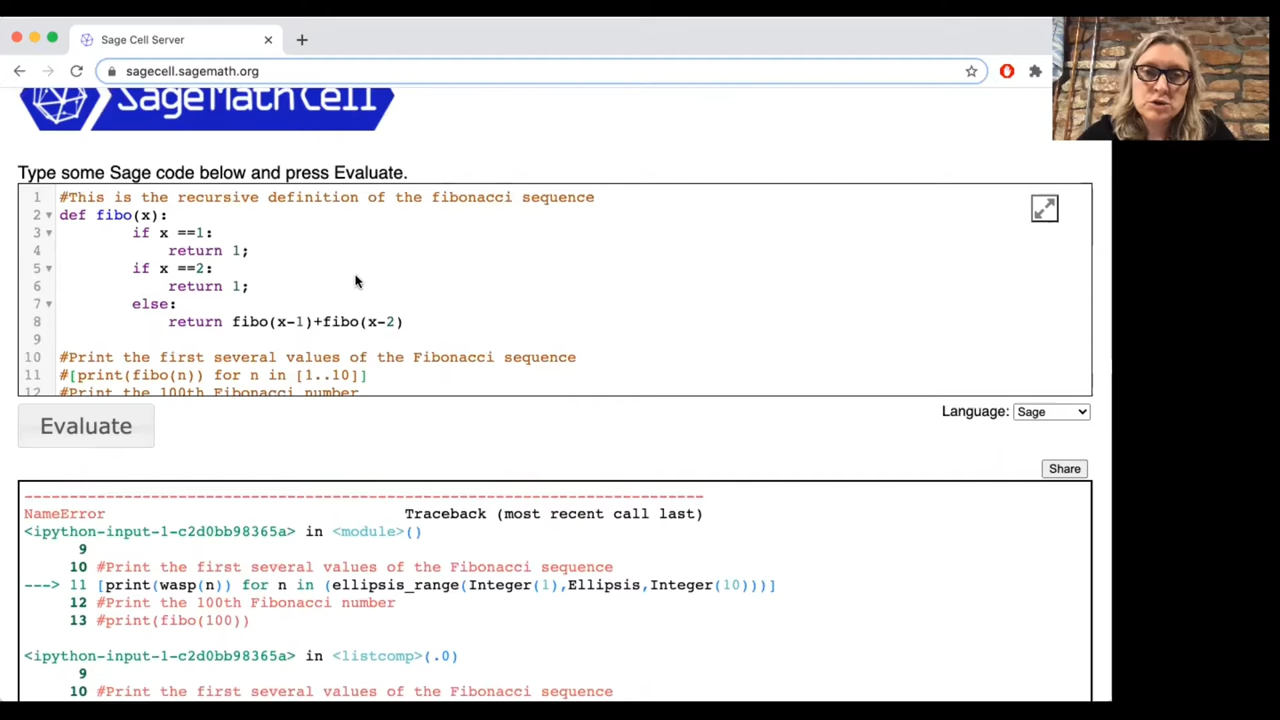 Sage Cell Server
sagecell.sagemath.org
SageMathCell
Type some Sage code below and press Evaluate.
1 #This is the recursive definition of the fibonacci sequence
2 def fibo(x):
3 if x ==1:
4 return 1;
5 if x ==2:
6 return 1;
7 else:
8 return fibo(x-1)+fibo(x-2)
9
10 #Print the first several values of the Fibonacci sequence
11 #[print(fibo(n)) for n in [1..10]]
12 #Print the 100th Fibonacci number
Evaluate
Language: Sage
Share
---------------------------------------------------------------------------
NameError Traceback (most recent call last)
<ipython-input-1-c2d0bb98365a> in <module>()
9
10 #Print the first several values of the Fibonacci sequence
---> 11 [print(wasp(n)) for n in (ellipsis_range(Integer(1),Ellipsis,Integer(10)))]
12 #Print the 100th Fibonacci number
13 #print(fibo(100))
<ipython-input-1-c2d0bb98365a> in <listcomp>(.0)
9
10 #Print the first several values of the Fibonacci sequence